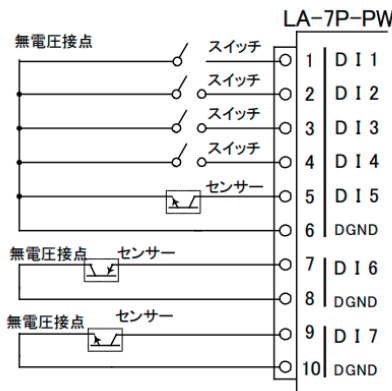 LA-7P-PW
無電圧接点
スイッチ 1 DI1
スイッチ 2 DI2
スイッチ 3 DI3
スイッチ 4 DI4
センサー 5 DI5
6 DGND
無電圧接点 センサー 7 DI6
8 DGND
無電圧接点 センサー 9 DI7
10 DGND